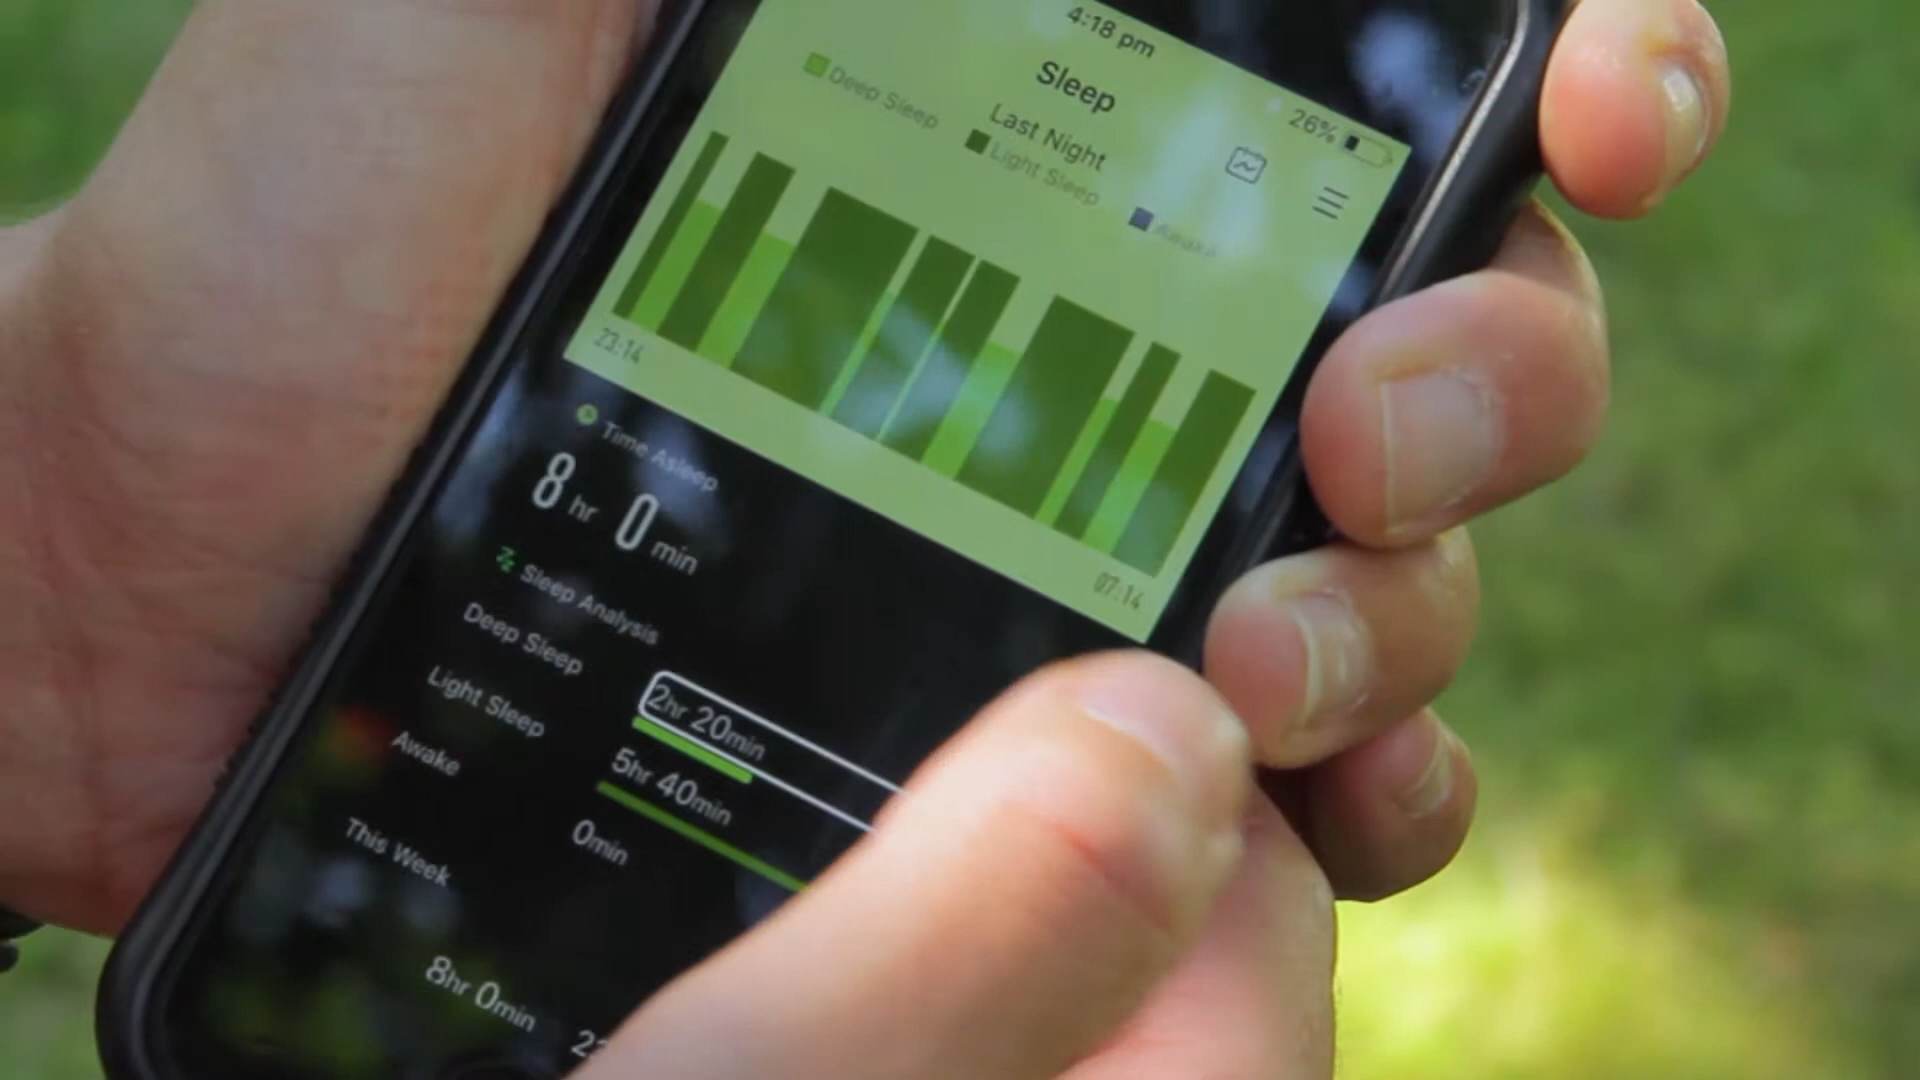 4:18 pm
26%
Sleep
Last Night
Deep Sleep
Light Sleep
Awake
23:14
07:14
Time Asleep
8 hr 0 min
Sleep Analysis
Deep Sleep
2hr 20min
Light Sleep
5hr 40min
Awake
0min
This Week
8hr 0min